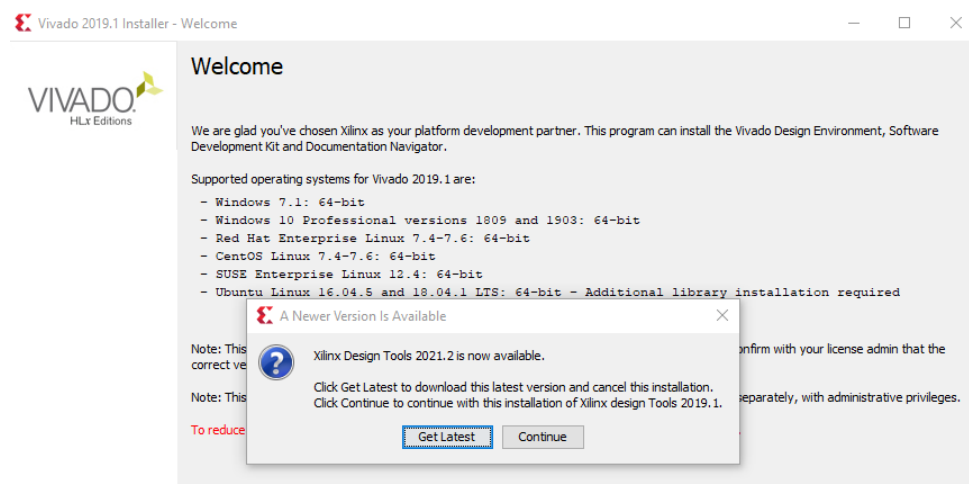 Vivado 2019.1 Installer - Welcome
VIVADO.
HLx Editions
Welcome
We are glad you've chosen Xilinx as your platform development partner. This program can install the Vivado Design Environment, Software
Development Kit and Documentation Navigator.
Supported operating systems for Vivado 2019.1 are:
- Windows 7.1: 64-bit
- Windows 10 Professional versions 1809 and 1903: 64-bit
- Red Hat Enterprise Linux 7.4-7.6: 64-bit
- CentOS Linux 7.4-7.6: 64-bit
- SUSE Enterprise Linux 12.4: 64-bit
- Ubuntu Linux 16.04.5 and 18.04.1 LTS: 64-bit - Additional library installation required
Note: This
onfirm with your license admin that the
correct ve
Note: This
separately, with administrative privileges.
To reduce
A Newer Version Is Available
Xilinx Design Tools 2021.2 is now available.
Click Get Latest to download this latest version and cancel this installation.
Click Continue to continue with this installation of Xilinx design Tools 2019.1.
Get Latest
Continue